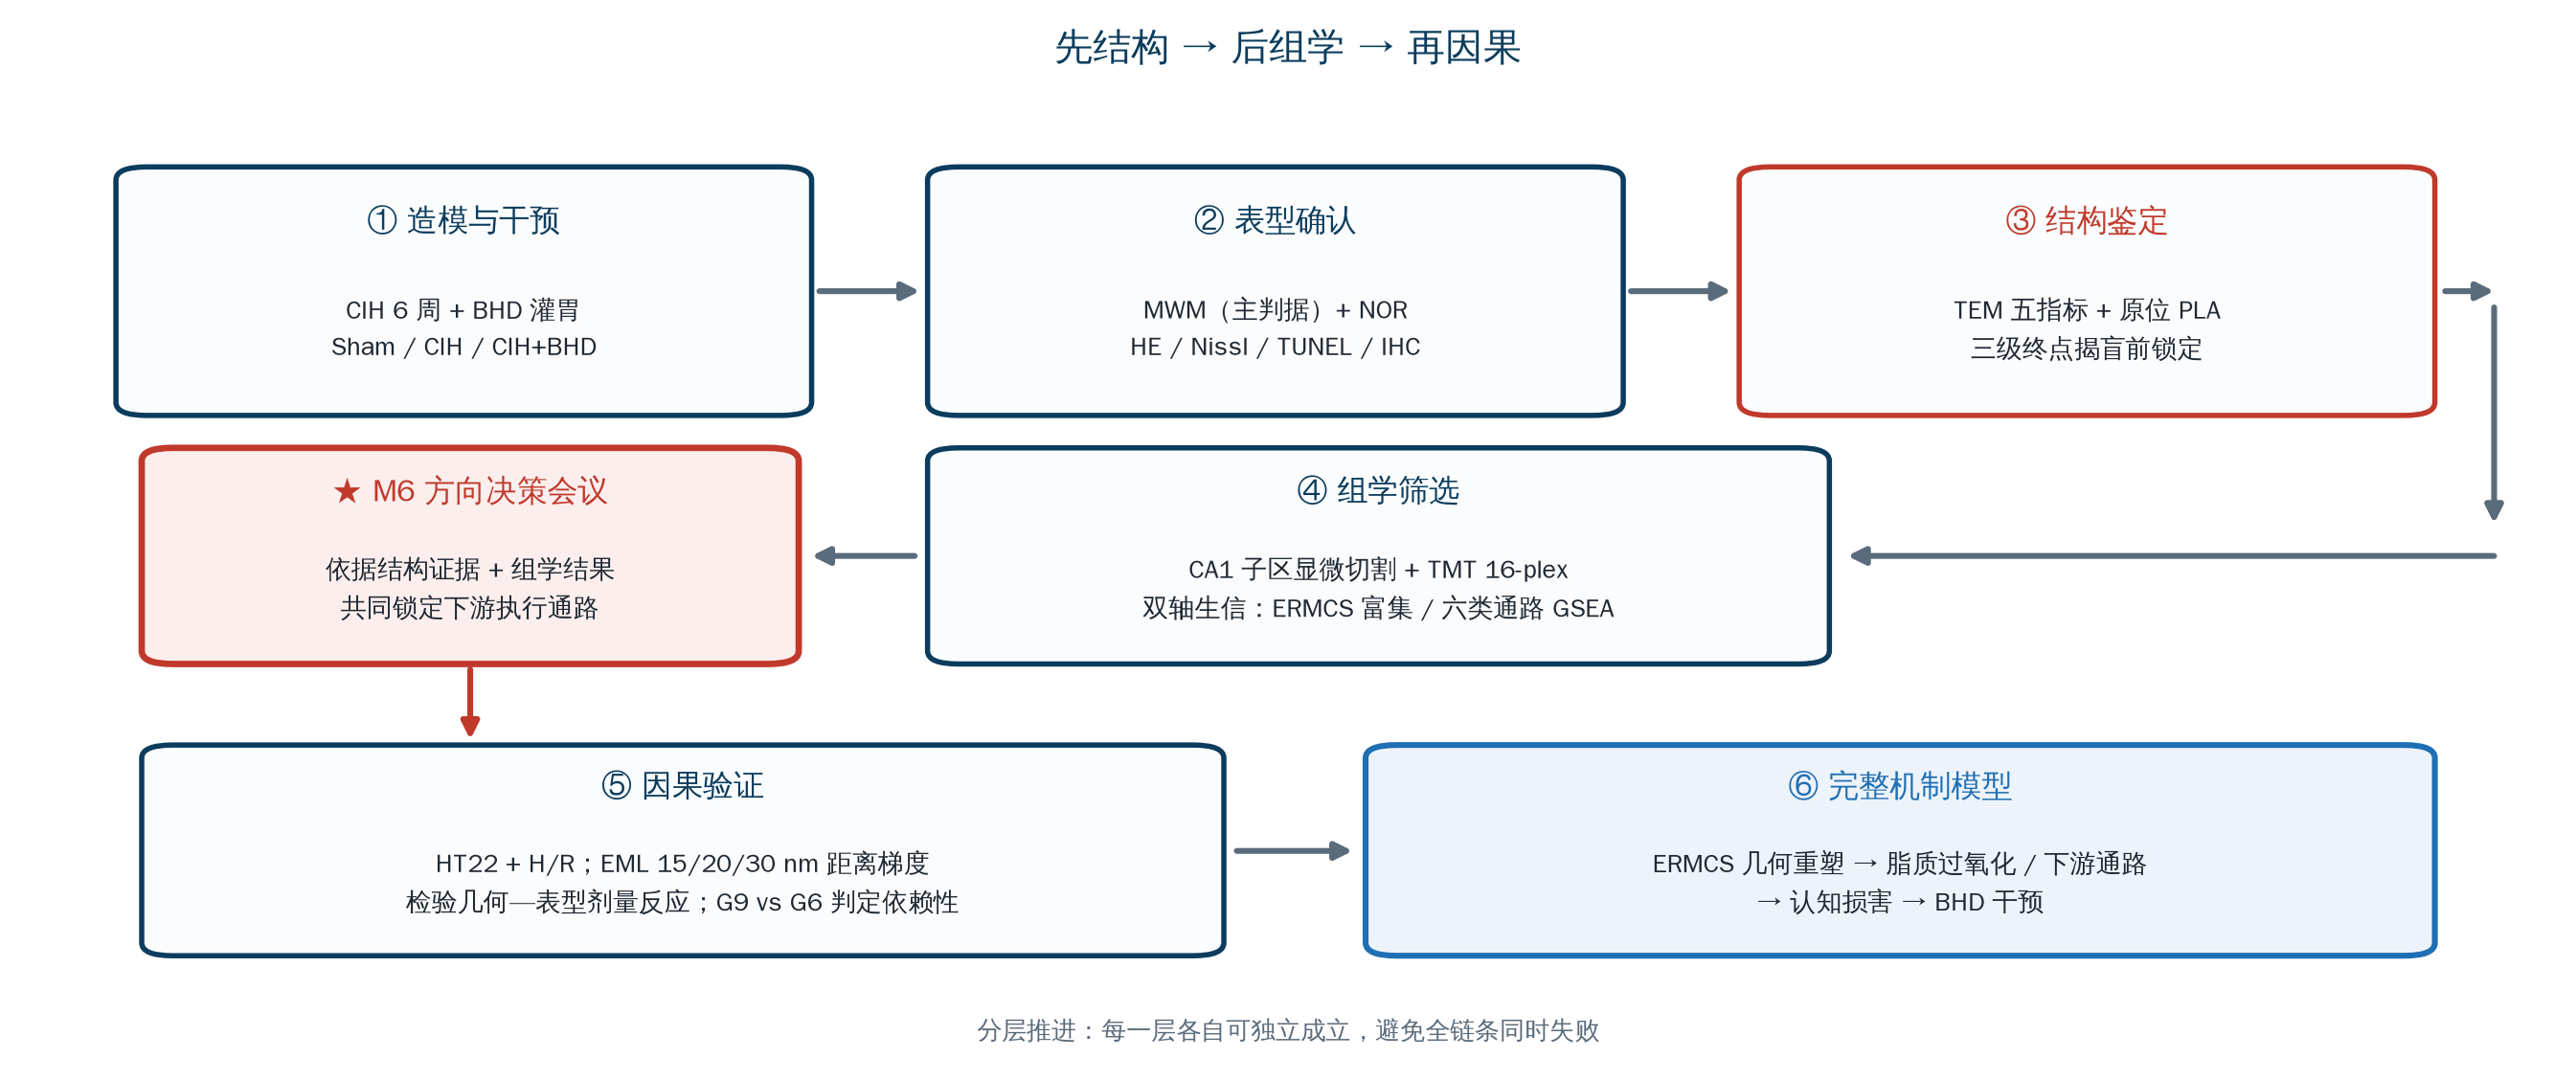 先结构 → 后组学 → 再因果
① 造模与干预
CIH 6 周 + BHD 灌胃
Sham / CIH / CIH+BHD
② 表型确认
MWM（主判据）+ NOR
HE / Nissl / TUNEL / IHC
③ 结构鉴定
TEM 五指标 + 原位 PLA
三级终点揭盲前锁定
④ 组学筛选
CA1 子区显微切割 + TMT 16-plex
双轴生信：ERMCS 富集 / 六类通路 GSEA
★ M6 方向决策会议
依据结构证据 + 组学结果
共同锁定下游执行通路
⑤ 因果验证
HT22 + H/R；EML 15/20/30 nm 距离梯度
检验几何—表型剂量反应；G9 vs G6 判定依赖性
⑥ 完整机制模型
ERMCS 几何重塑 → 脂质过氧化 / 下游通路
→ 认知损害 → BHD 干预
分层推进：每一层各自可独立成立，避免全链条同时失败